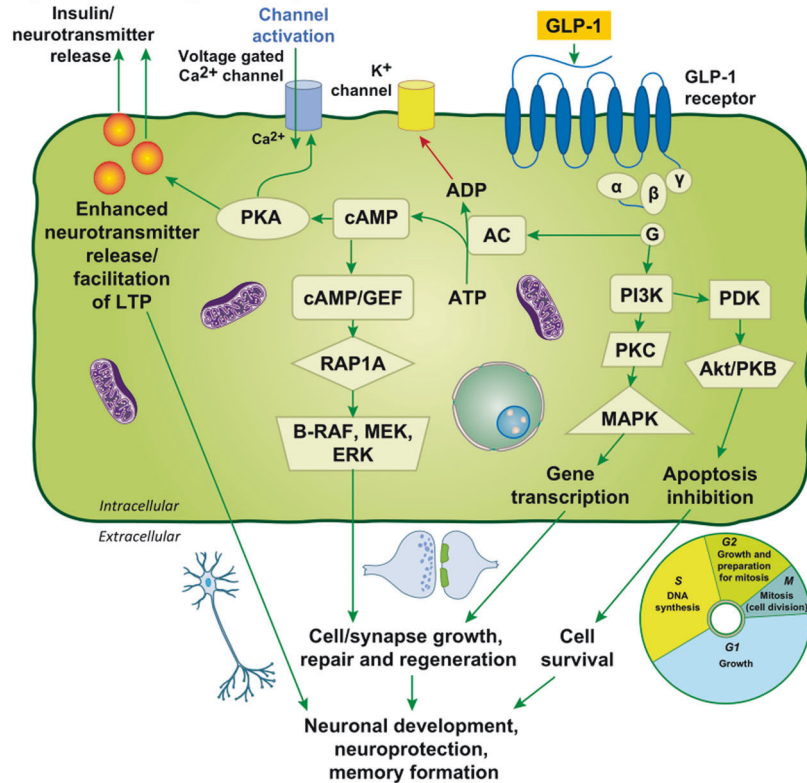 Insulin/
neurotransmitter
release
Channel
activation
Voltage gated
Ca2+ channel
Ca2+
K+
channel
GLP-1
GLP-1
receptor
α
β
γ
G
ADP
AC
ATP
cAMP
PKA
Enhanced
neurotransmitter
release/
facilitation
of LTP
cAMP/GEF
RAP1A
B-RAF, MEK,
ERK
PI3K
PDK
PKC
Akt/PKB
MAPK
Gene
transcription
Apoptosis
inhibition
Intracellular
Extracellular
G2
Growth and
preparation
for mitosis
S
DNA
synthesis
M
Mitosis
(cell division)
G1
Growth
Cell/synapse growth,
repair and regeneration
Cell
survival
Neuronal development,
neuroprotection,
memory formation